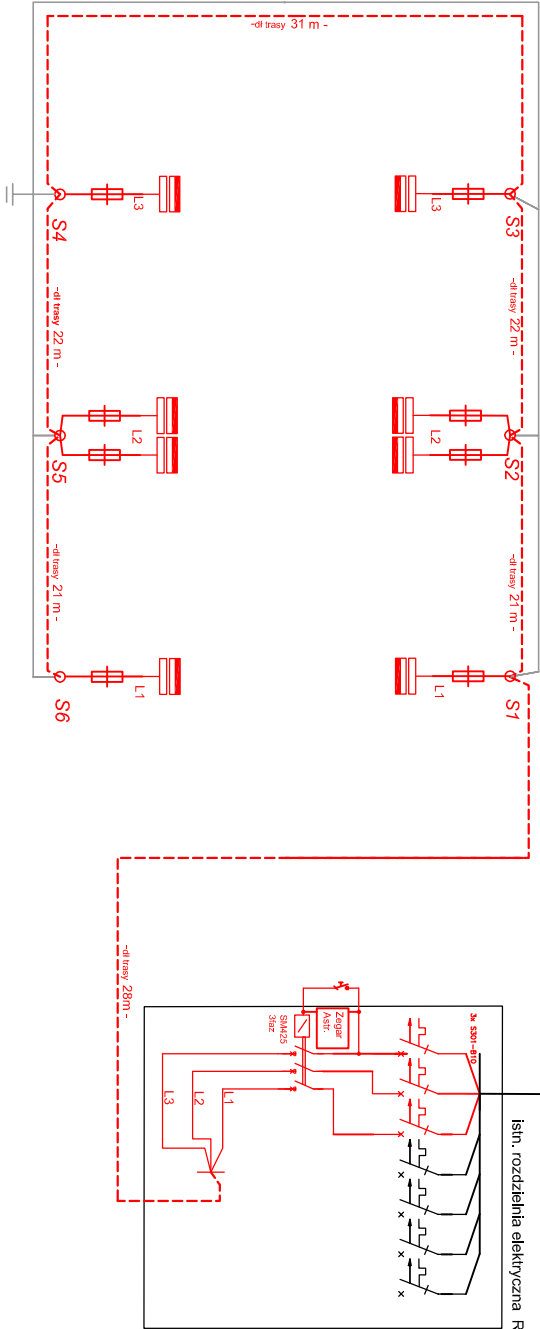 -dł trasy 31 m -
L3
S4
L3
S3
-dł trasy 22 m -
-dł trasy 22 m -
L2
S5
L2
S2
-dł trasy 21 m -
-dł trasy 21 m -
L1
S6
L1
S1
-dł trasy 28m -
istn. rozdzielnia elektryczna R
3x S301-B10
Zegar
Astr.
SM425
3faz
L1
L2
L3